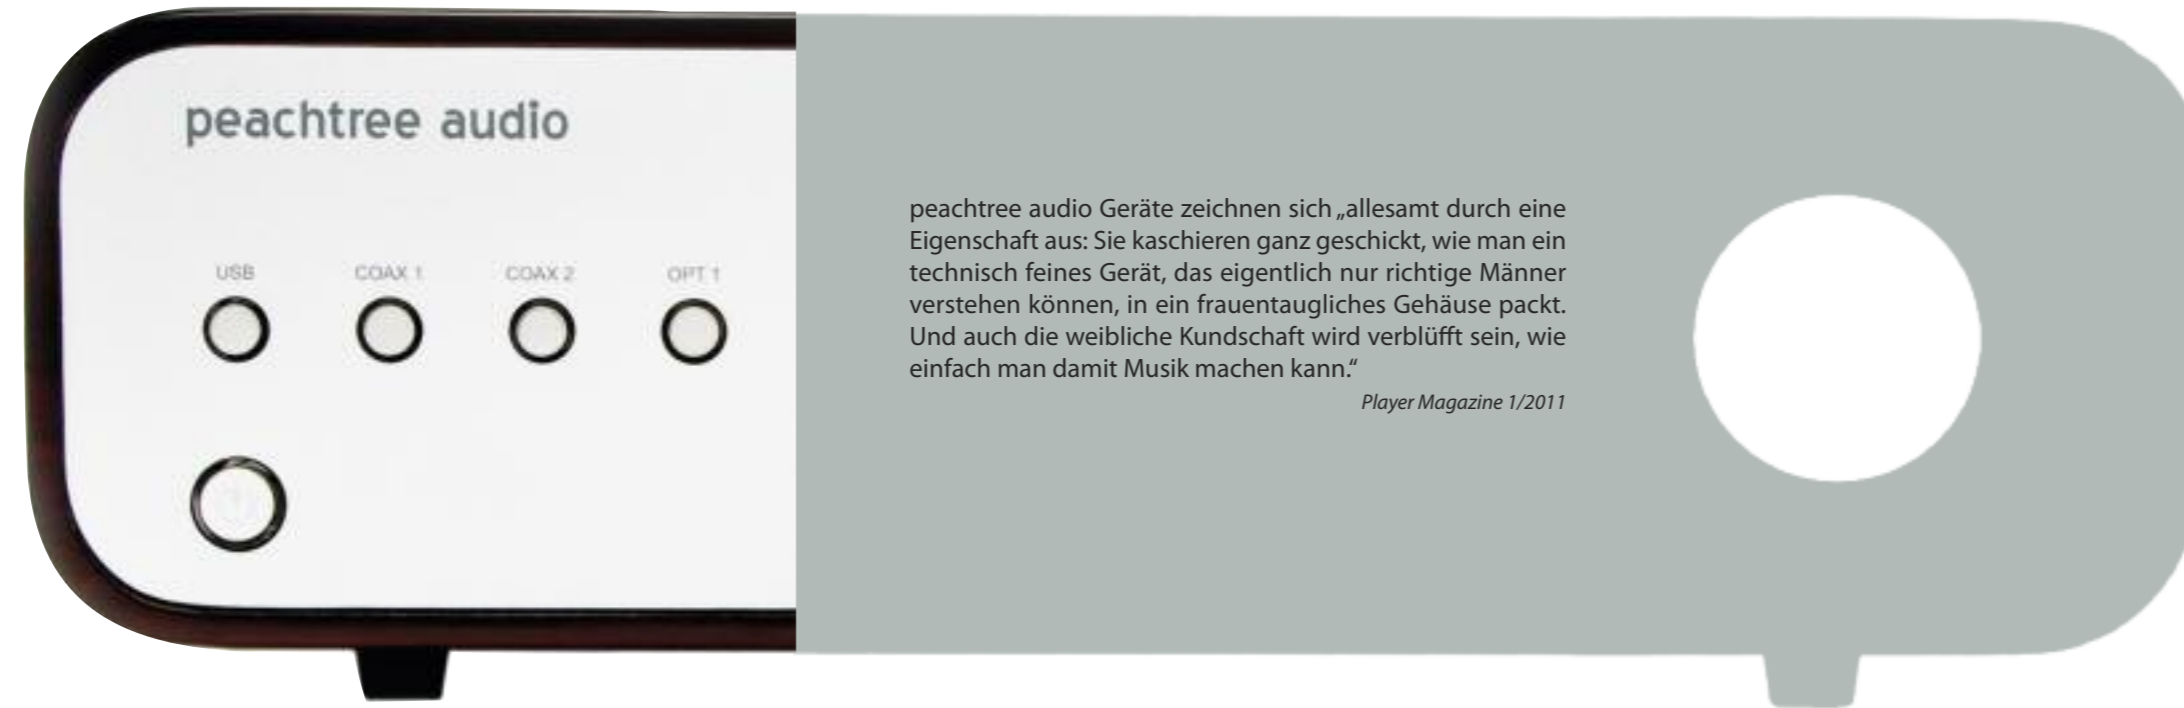 peachtree audio
USB COAX 1 COAX 2 OPT 1
peachtree audio Geräte zeichnen sich „allesamt durch eine
Eigenschaft aus: Sie kaschieren ganz geschickt, wie man ein
technisch feines Gerät, das eigentlich nur richtige Männer
verstehen können, in ein frauentaugliches Gehäuse packt.
Und auch die weibliche Kundschaft wird verblüfft sein, wie
einfach man damit Musik machen kann.“
Player Magazine 1/2011